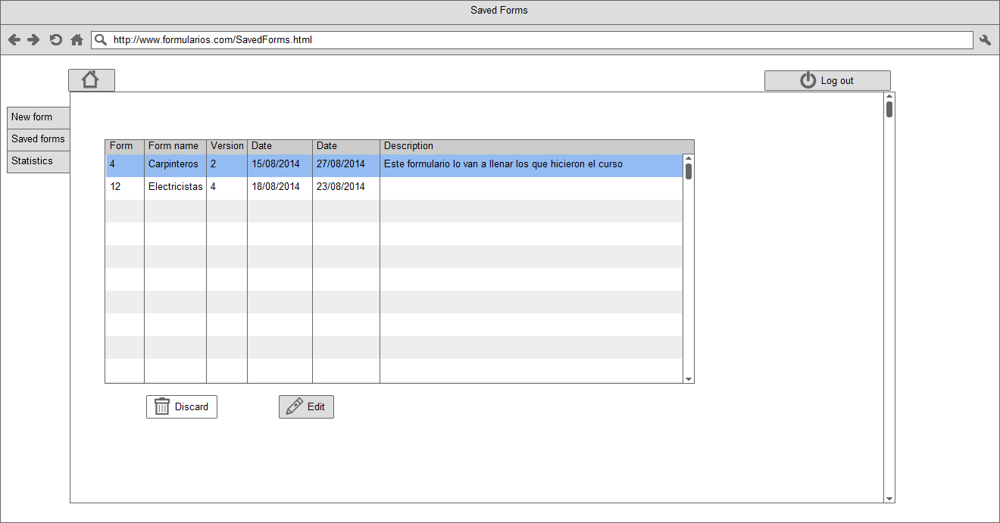 Saved Forms
http://www.formularios.com/SavedForms.html
Log out
New form
Saved forms
Statistics
Form Form name Version Date Date Description
4 Carpinteros 2 15/08/2014 27/08/2014 Este formulario lo van a llenar los que hicieron el curso
12 Electricistas 4 18/08/2014 23/08/2014
Discard Edit